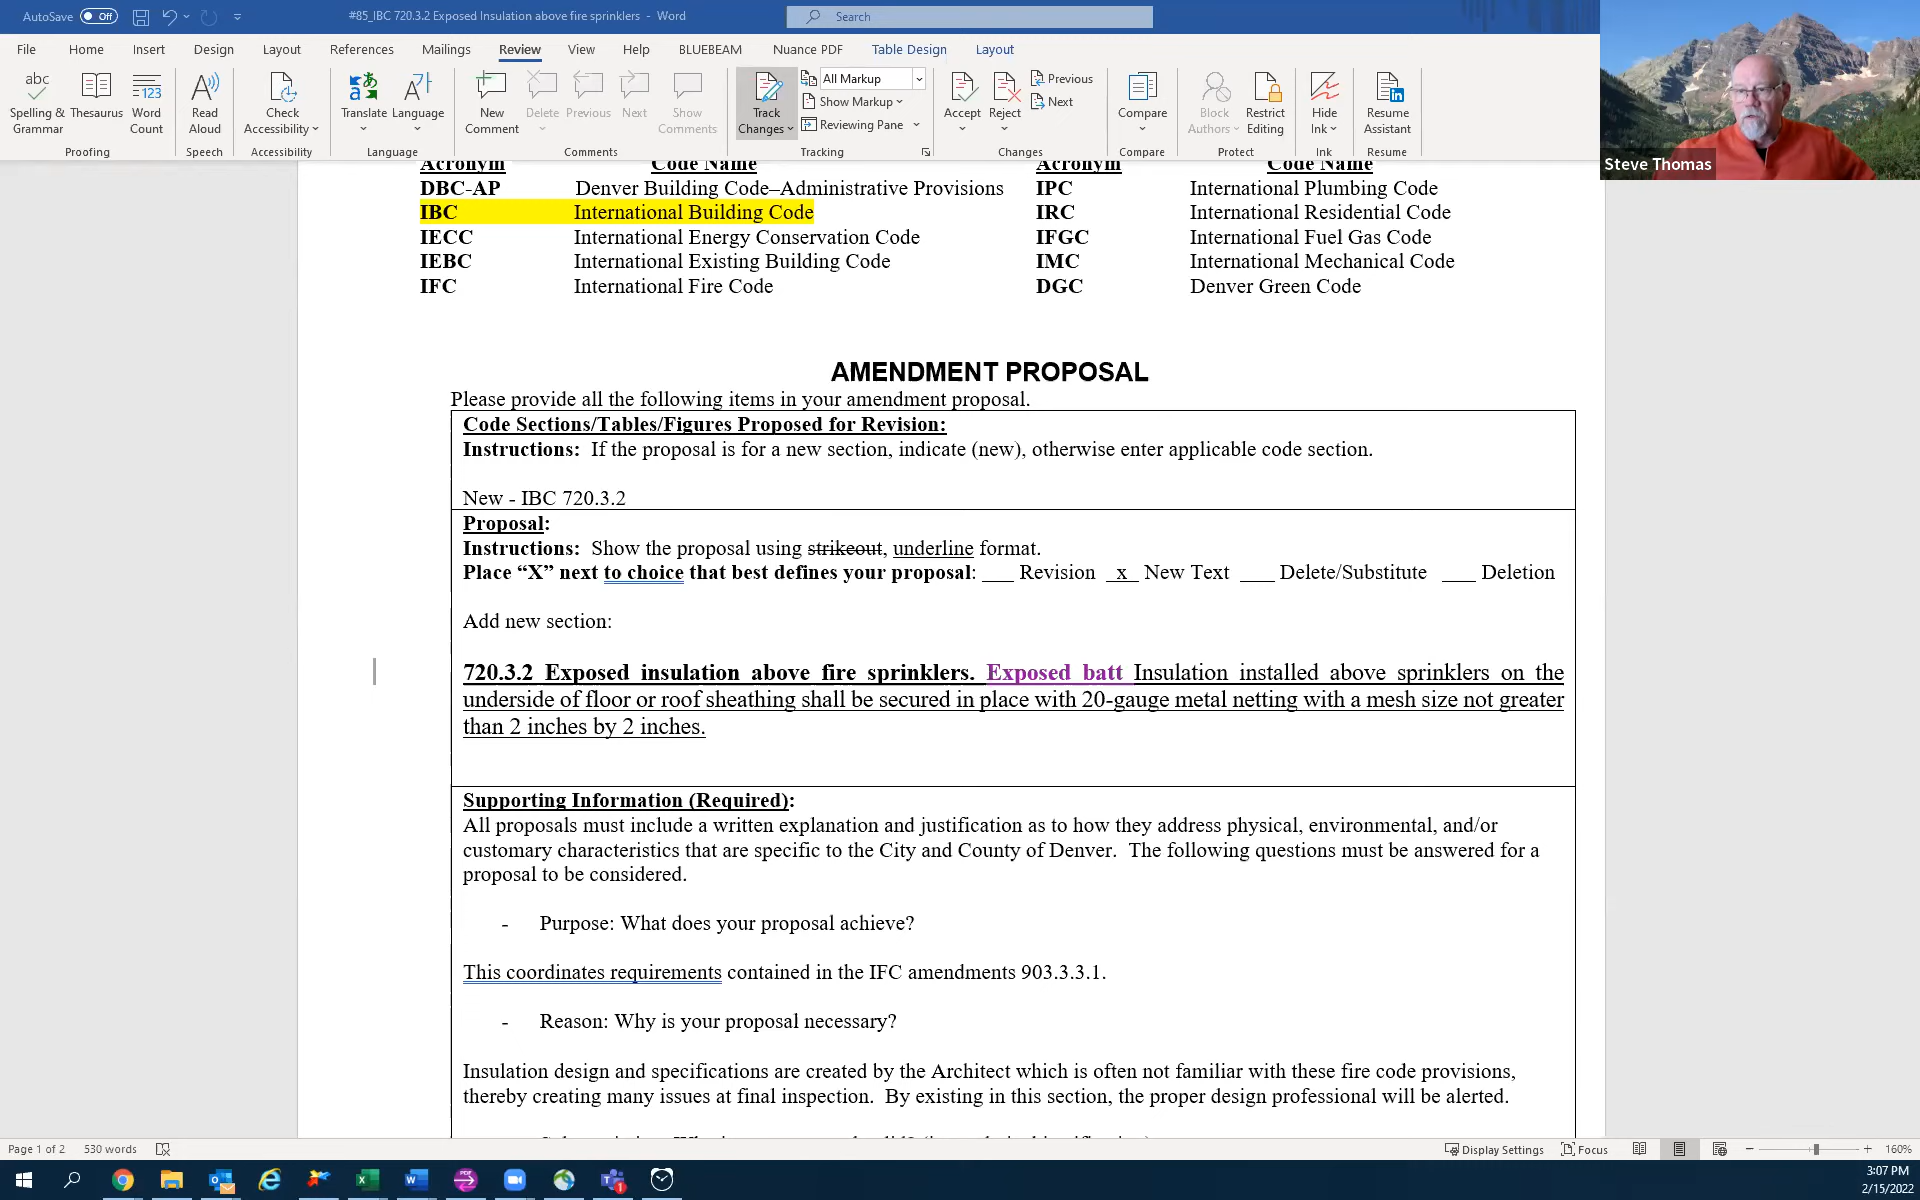 AutoSave Off #85_IBC 720.3.2 Exposed Insulation above fire sprinklers - Word Search
File Home Insert Design Layout References Mailings Review View Help BLUEBEAM Nuance PDF Table Design Layout
Spelling & Grammar
Thesaurus
Word Count
Read Aloud
Check Accessibility
Translate
Language
New Comment
Delete
Previous
Next
Show Comments
Track Changes
All Markup
Show Markup
Reviewing Pane
Accept
Reject
Previous
Next
Compare
Block Authors
Restrict Editing
Hide Ink
Resume Assistant
Proofing Speech Accessibility Language Comments Tracking Changes Compare Protect Ink Resume
Steve Thomas
Acronym Code Name Acronym Code Name
DBC-AP Denver Building Code–Administrative Provisions IPC International Plumbing Code
IBC International Building Code IRC International Residential Code
IECC International Energy Conservation Code IFGC International Fuel Gas Code
IEBC International Existing Building Code IMC International Mechanical Code
IFC International Fire Code DGC Denver Green Code
AMENDMENT PROPOSAL
Please provide all the following items in your amendment proposal.
Code Sections/Tables/Figures Proposed for Revision:
Instructions: If the proposal is for a new section, indicate (new), otherwise enter applicable code section.
New - IBC 720.3.2
Proposal:
Instructions: Show the proposal using strikeout, underline format.
Place “X” next to choice that best defines your proposal: ___ Revision _x_ New Text ___ Delete/Substitute ___ Deletion
Add new section:
720.3.2 Exposed insulation above fire sprinklers. Exposed batt Insulation installed above sprinklers on the
underside of floor or roof sheathing shall be secured in place with 20-gauge metal netting with a mesh size not greater
than 2 inches by 2 inches.
Supporting Information (Required):
All proposals must include a written explanation and justification as to how they address physical, environmental, and/or
customary characteristics that are specific to the City and County of Denver. The following questions must be answered for a
proposal to be considered.
- Purpose: What does your proposal achieve?
This coordinates requirements contained in the IFC amendments 903.3.3.1.
- Reason: Why is your proposal necessary?
Insulation design and specifications are created by the Architect which is often not familiar with these fire code provisions,
thereby creating many issues at final inspection. By existing in this section, the proper design professional will be alerted.
Page 1 of 2 530 words Display Settings Focus 160%
3:07 PM
2/15/2022